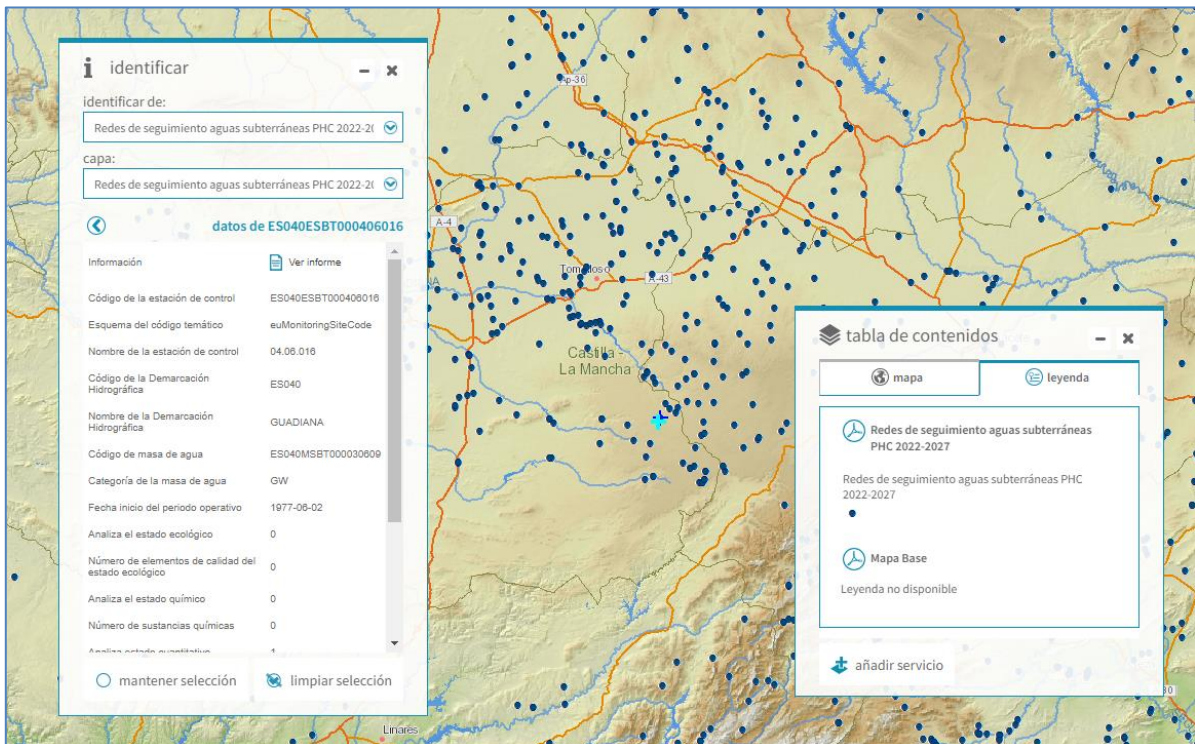 identificar
identificar de:
Redes de seguimiento aguas subterráneas PHC 2022-20
capa:
Redes de seguimiento aguas subterráneas PHC 2022-20
datos de ES040ESBT000406016
Información Ver informe
Código de la estación de control ES040ESBT000406016
Esquema del código temático euMonitoringSiteCode
Nombre de la estación de control 04.06.016
Código de la Demarcación
Hidrográfica ES040
Nombre de la Demarcación
Hidrográfica GUADIANA
Código de masa de agua ES040MSBT000030609
Categoría de la masa de agua GW
Fecha inicio del periodo operativo 1977-06-02
Analiza el estado ecológico 0
Número de elementos de calidad del
estado ecológico 0
Analiza el estado químico 0
Número de sustancias químicas 0
Analiza estado cuantitativo 1
mantener selección limpiar selección
Ap-36
A-4
Tomelloso
A-43
Castilla -
La Mancha
Linares
tabla de contenidos
mapa leyenda
Redes de seguimiento aguas subterráneas
PHC 2022-2027
Redes de seguimiento aguas subterráneas PHC
2022-2027
Mapa Base
Leyenda no disponible
añadir servicio